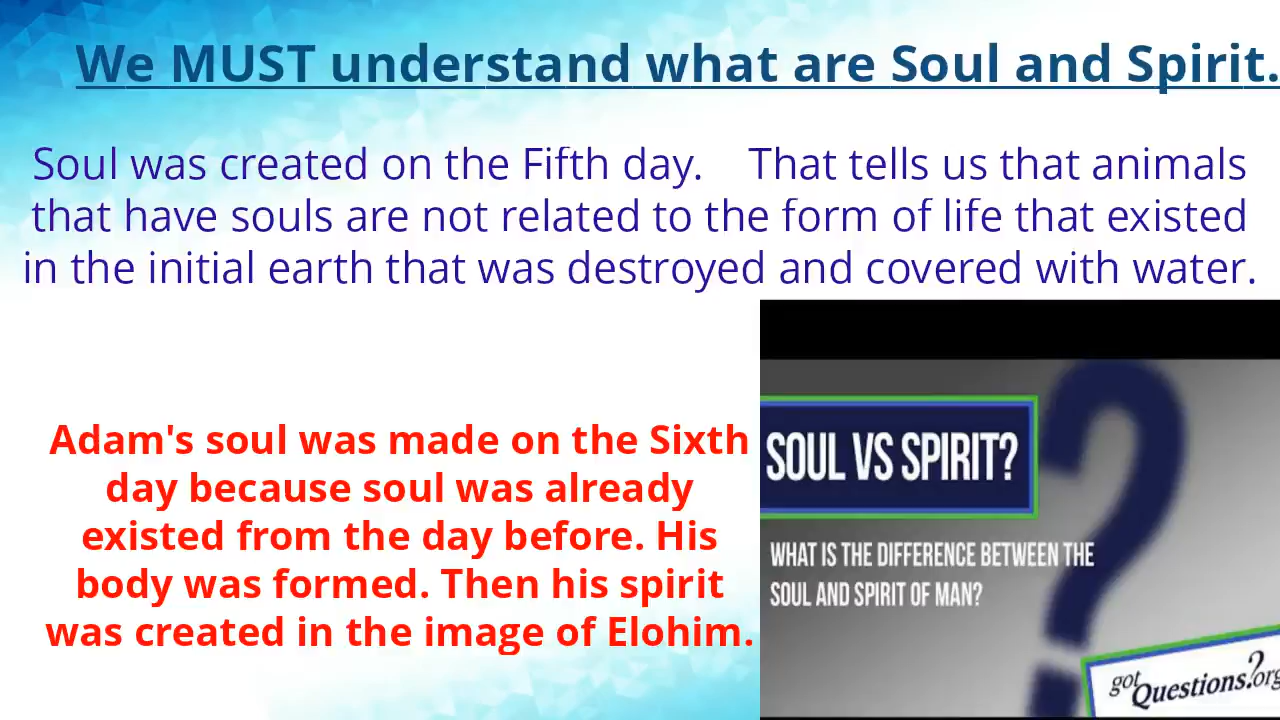 We MUST understand what are Soul and Spirit.
Soul was created on the Fifth day. That tells us that animals
that have souls are not related to the form of life that existed
in the initial earth that was destroyed and covered with water.
Adam's soul was made on the Sixth
day because soul was already
existed from the day before. His
body was formed. Then his spirit
was created in the image of Elohim.
SOUL VS SPIRIT?
WHAT IS THE DIFFERENCE BETWEEN THE
SOUL AND SPIRIT OF MAN?
gotQuestions.org